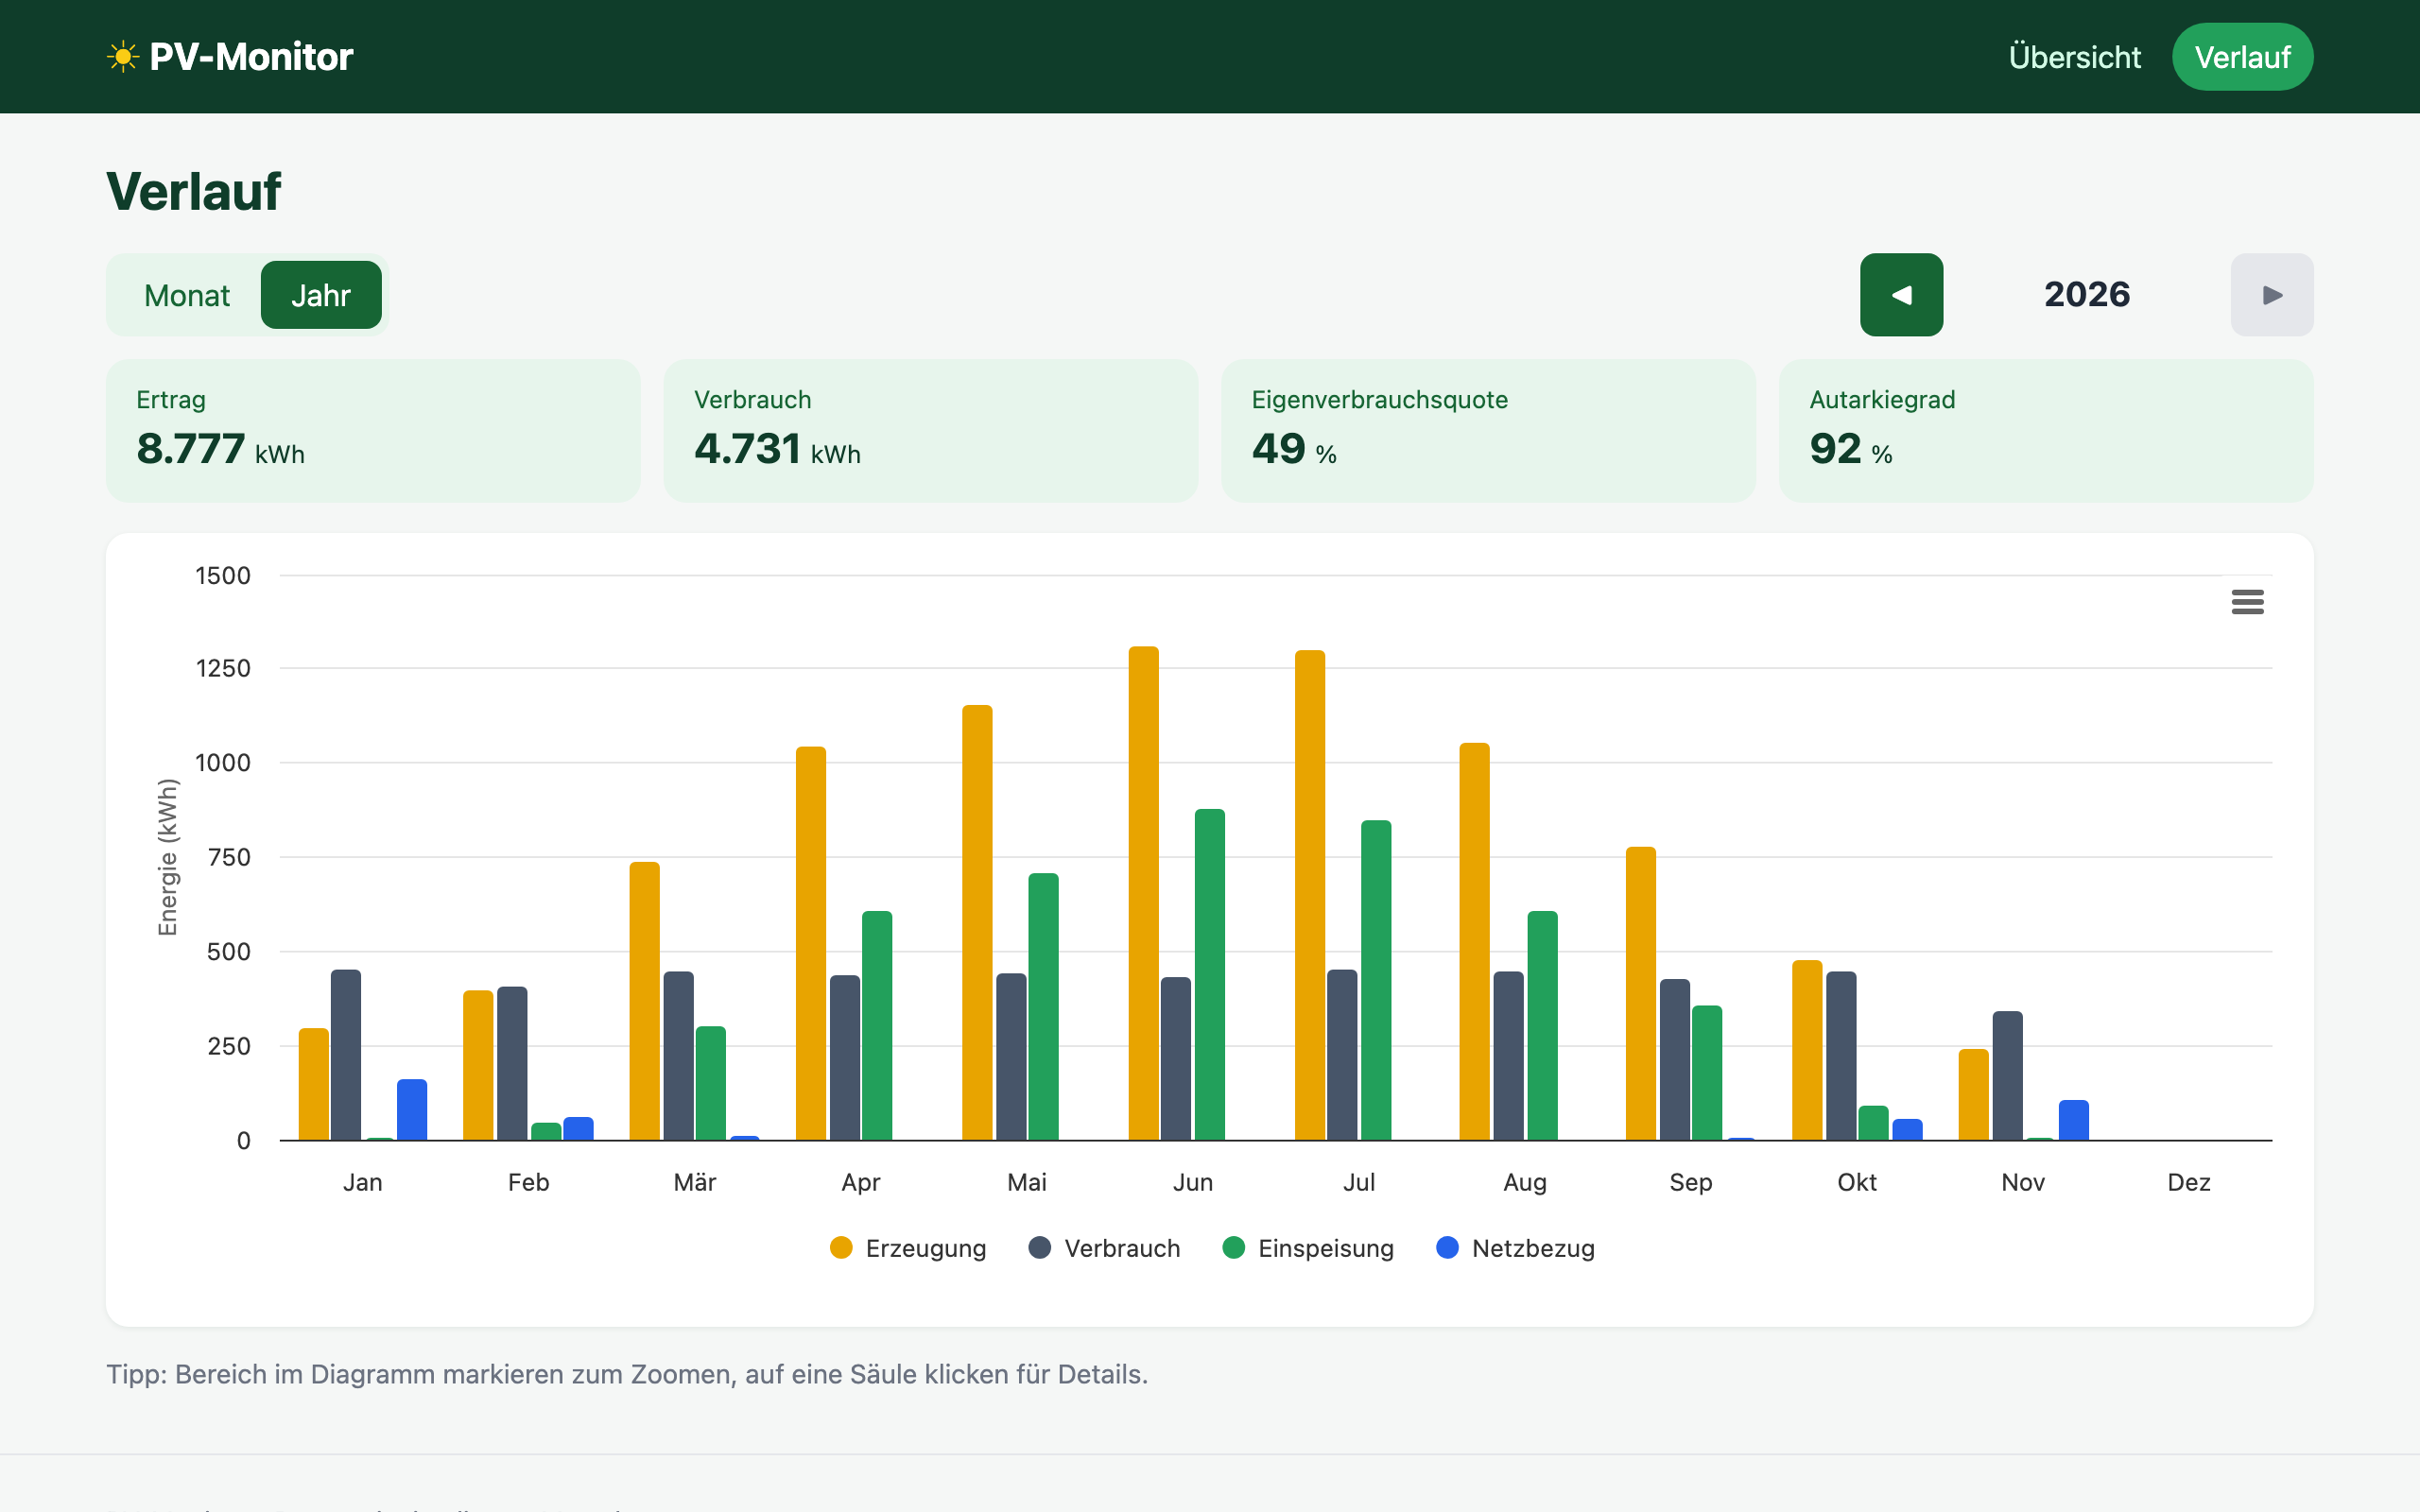 PV-Monitor
Übersicht
Verlauf
Verlauf
Monat
Jahr
◀
2026
▶
Ertrag
8.777 kWh
Verbrauch
4.731 kWh
Eigenverbrauchsquote
49 %
Autarkiegrad
92 %
Energie (kWh)
1500
1250
1000
750
500
250
0
Jan
Feb
Mär
Apr
Mai
Jun
Jul
Aug
Sep
Okt
Nov
Dez
Erzeugung
Verbrauch
Einspeisung
Netzbezug
Tipp: Bereich im Diagramm markieren zum Zoomen, auf eine Säule klicken für Details.